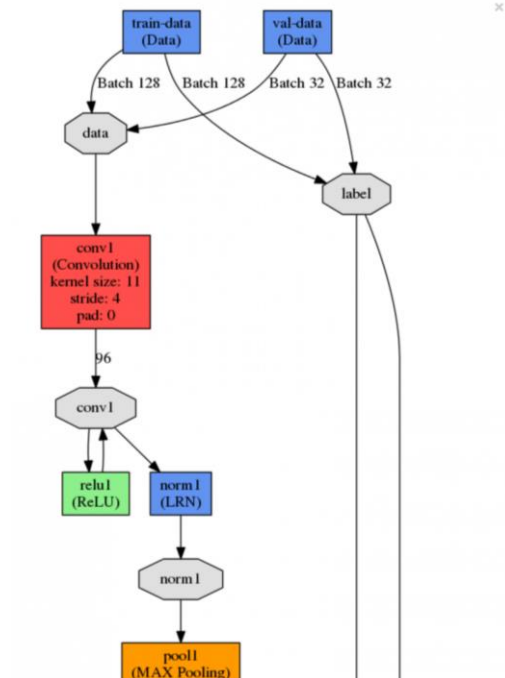 train-data
(Data)
val-data
(Data)
Batch 128
Batch 128
Batch 32
Batch 32
data
label
conv1
(Convolution)
kernel size: 11
stride: 4
pad: 0
96
conv1
relu1
(ReLU)
norm1
(LRN)
norm1
pool1
(MAX Pooling)